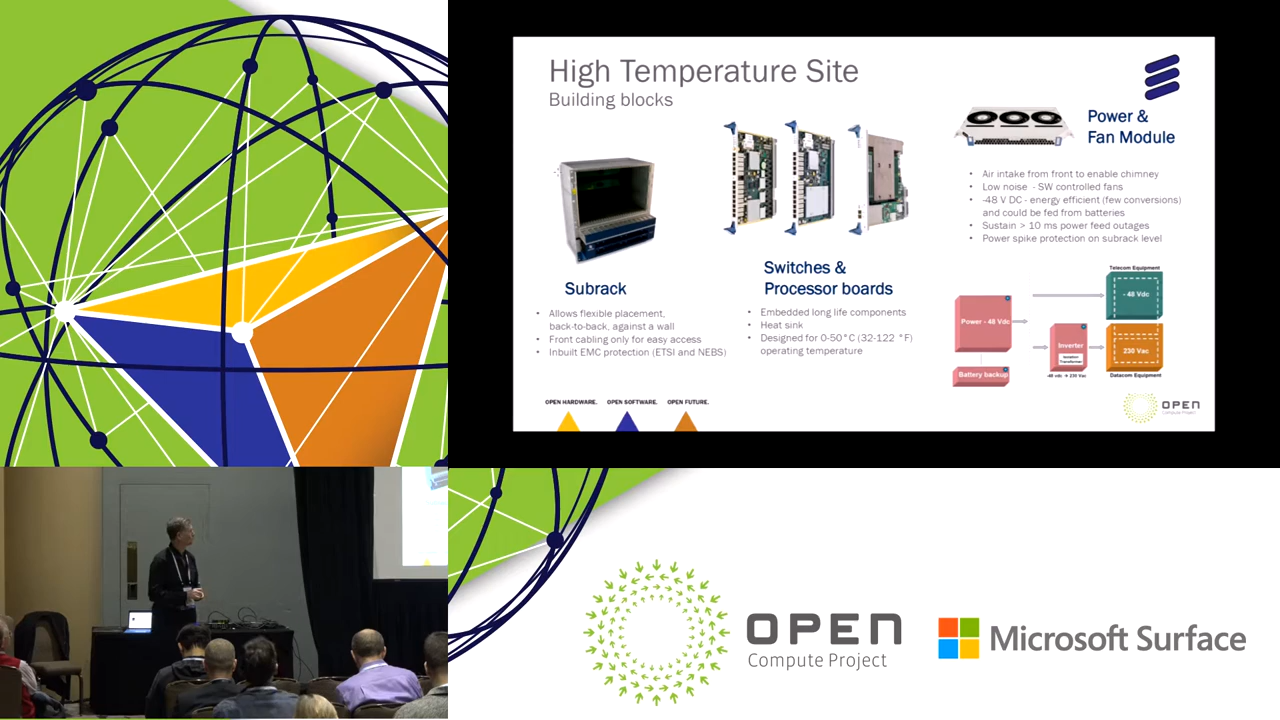 High Temperature Site
Building blocks
Subrack
• Allows flexible placement,
back-to-back, against a wall
• Front cabling only for easy access
• Inbuilt EMC protection (ETSI and NEBS)
Switches &
Processor boards
• Embedded long life components
• Heat sink
• Designed for 0-50°C (32-122 °F)
operating temperature
Power &
Fan Module
• Air intake from front to enable chimney
• Low noise - SW controlled fans
• -48 V DC - energy efficient (few conversions)
and could be fed from batteries
• Sustain > 10 ms power feed outages
• Power spike protection on subrack level
Telecom Equipment
- 48 Vdc
Power - 48 Vdc
Inverter
Isolation
Transformer
-48 vdc → 230 Vac
230 Vac
Battery backup
Datacom Equipment
OPEN HARDWARE. OPEN SOFTWARE. OPEN FUTURE.
OPEN
Compute Project
OPEN
Compute Project
Microsoft Surface